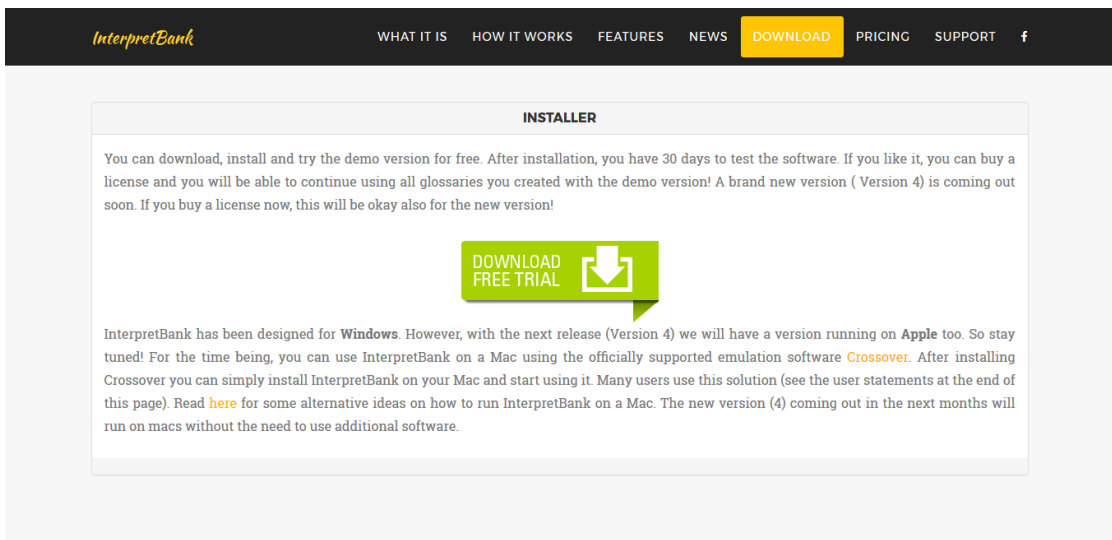 InterpretBank
WHAT IT IS HOW IT WORKS FEATURES NEWS DOWNLOAD PRICING SUPPORT f
INSTALLER
You can download, install and try the demo version for free. After installation, you have 30 days to test the software. If you like it, you can buy a
license and you will be able to continue using all glossaries you created with the demo version! A brand new version ( Version 4) is coming out
soon. If you buy a license now, this will be okay also for the new version!
DOWNLOAD
FREE TRIAL
InterpretBank has been designed for Windows. However, with the next release (Version 4) we will have a version running on Apple too. So stay
tuned! For the time being, you can use InterpretBank on a Mac using the officially supported emulation software Crossover. After installing
Crossover you can simply install InterpretBank on your Mac and start using it. Many users use this solution (see the user statements at the end of
this page). Read here for some alternative ideas on how to run InterpretBank on a Mac. The new version (4) coming out in the next months will
run on macs without the need to use additional software.